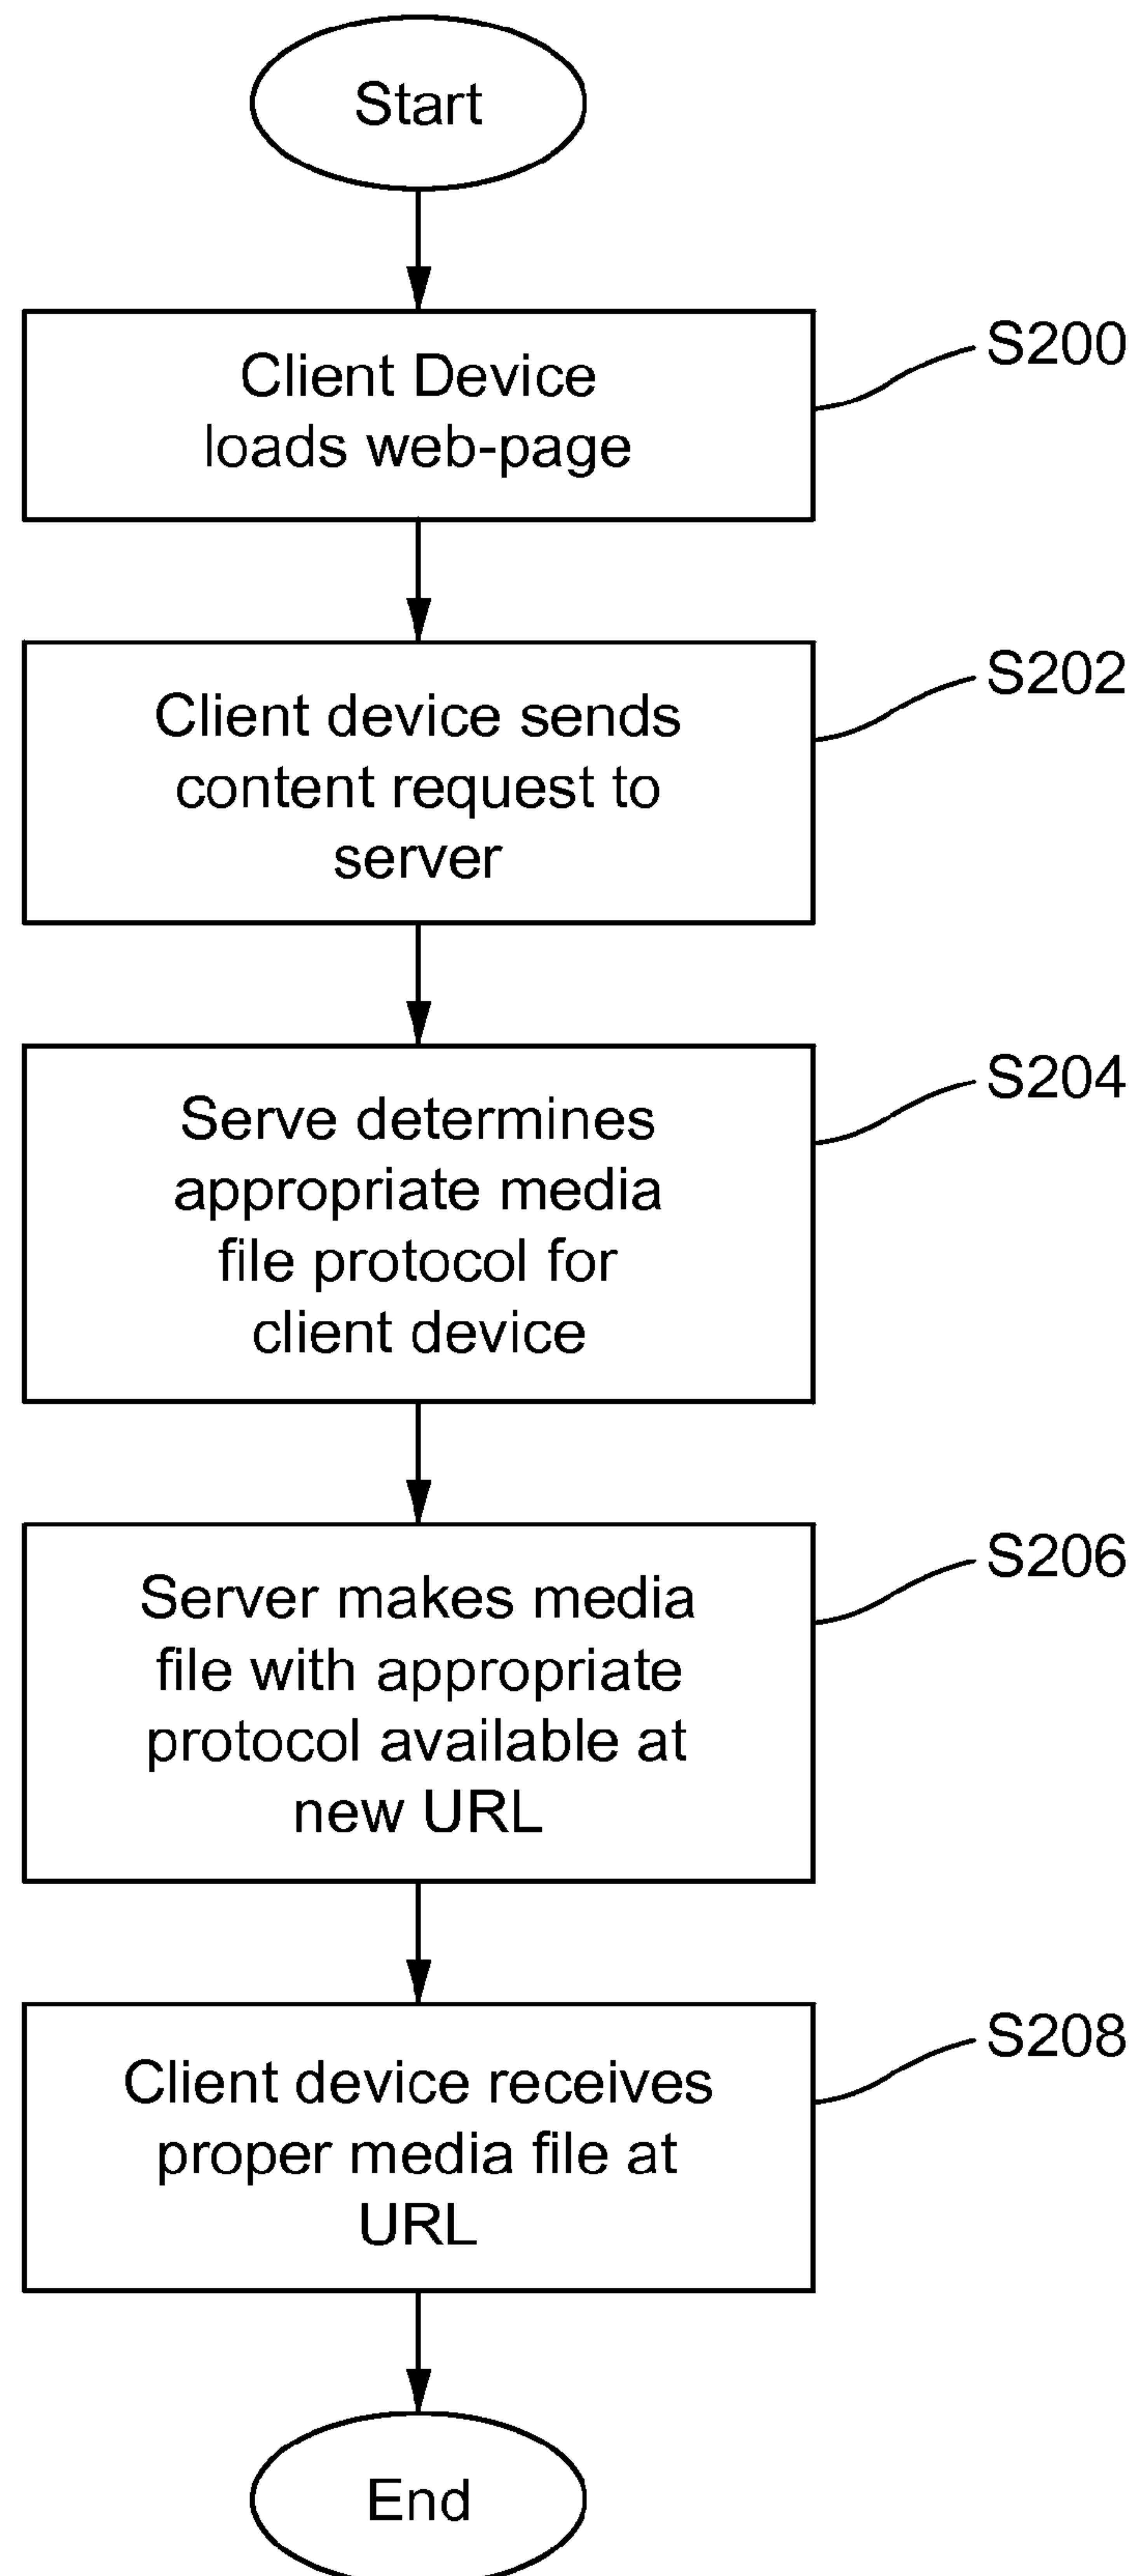 Start
Client Device
loads web-page
S200
Client device sends
content request to
server
S202
Serve determines
appropriate media
file protocol for
client device
S204
Server makes media
file with appropriate
protocol available at
new URL
S206
Client device receives
proper media file at
URL
S208
End